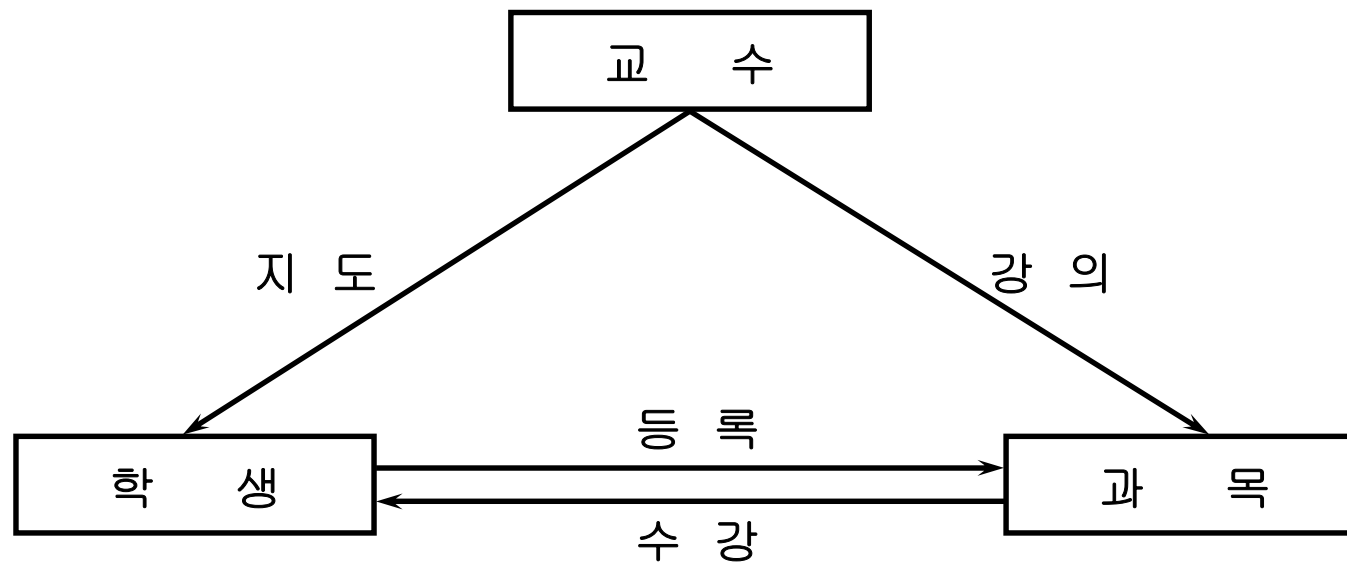 교 수
지 도 강 의
등 록
학 생 과 목
수 강